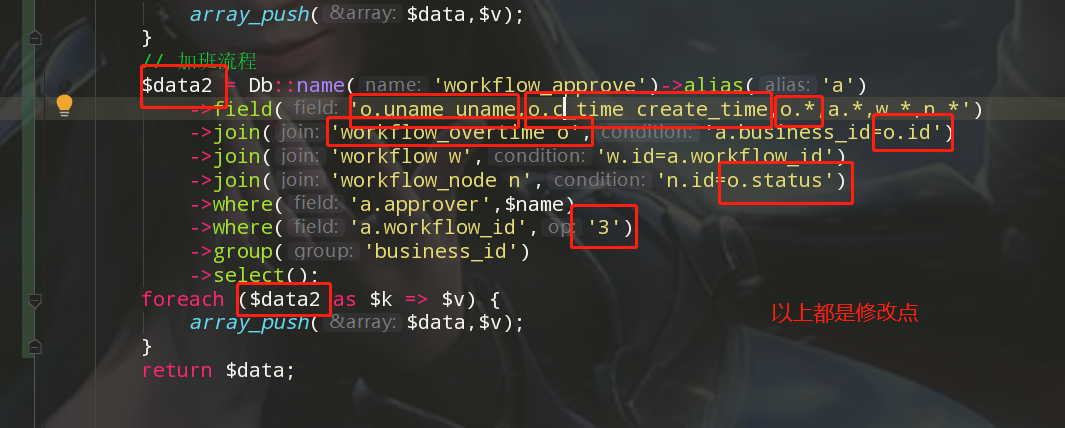 array_push( &array: $data,$v);
}
// 加班流程
$data2 = Db::name( name: 'workflow_approve')->alias( alias: 'a')
->field( field: 'o.uname uname,o.c_time create_time,o.*,a.*,w.*,n.*')
->join( join: 'workflow_overtime o', condition: 'a.business_id=o.id')
->join( join: 'workflow w', condition: 'w.id=a.workflow_id')
->join( join: 'workflow_node n', condition: 'n.id=o.status')
->where( field: 'a.approver',$name)
->where( field: 'a.workflow_id', op: '3')
->group( group: 'business_id')
->select();
foreach ($data2 as $k => $v) {
以上都是修改点
array_push( &array: $data,$v);
}
return $data;